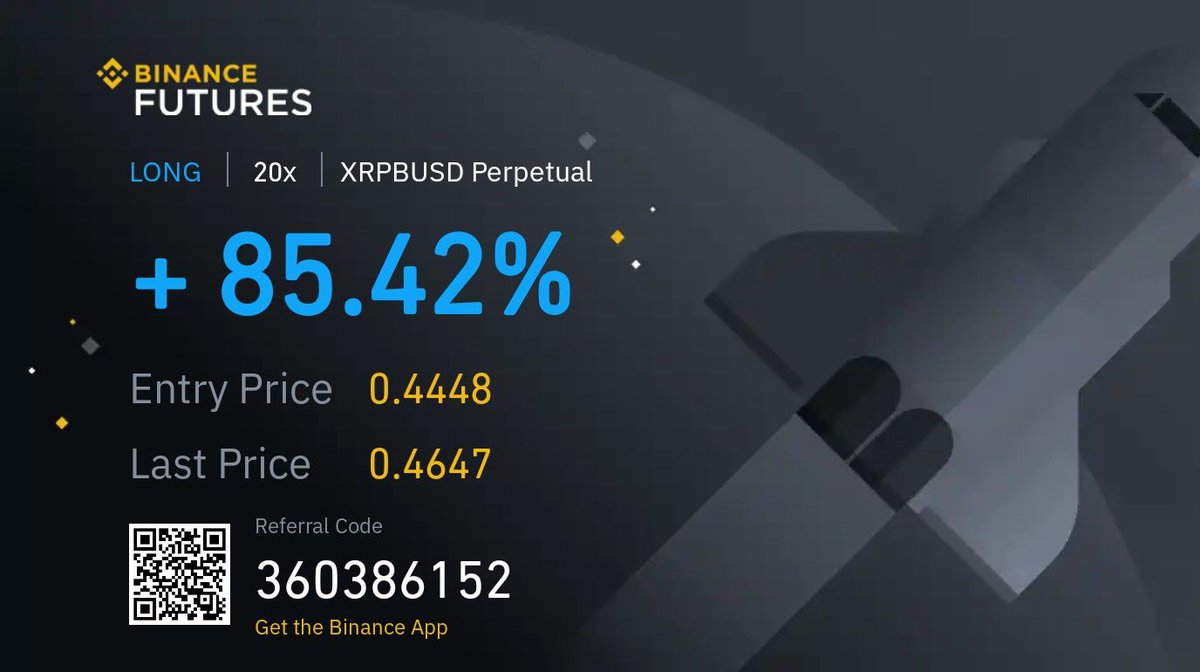 BINANCE
FUTURES
LONG | 20x | XRPBUSD Perpetual
+ 85.42%
Entry Price 0.4448
Last Price 0.4647
Referral Code
360386152
Get the Binance App